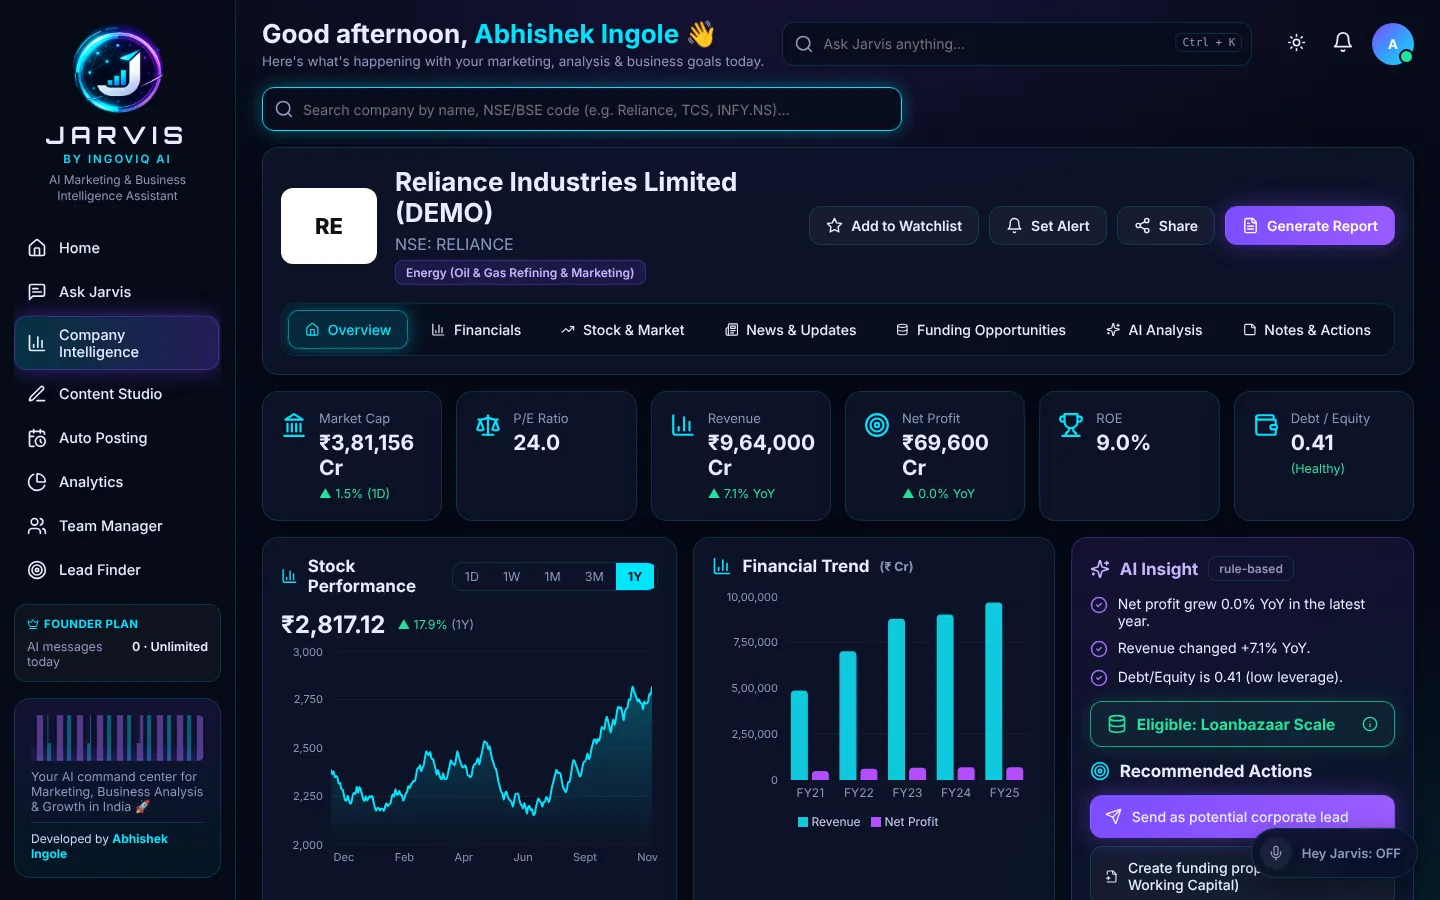 JARVIS
BY INGOVIQ AI
AI Marketing & Business
Intelligence Assistant
Home
Ask Jarvis
Company
Intelligence
Content Studio
Auto Posting
Analytics
Team Manager
Lead Finder
FOUNDER PLAN
AI messages today
0 · Unlimited
Your AI command center for
Marketing, Business Analysis
& Growth in India 🚀
Developed by Abhishek
Ingole
Good afternoon, Abhishek Ingole 👋
Here's what's happening with your marketing, analysis & business goals today.
Ask Jarvis anything...
Ctrl + K
A
Search company by name, NSE/BSE code (e.g. Reliance, TCS, INFY.NS)...
RE
Reliance Industries Limited
(DEMO)
NSE: RELIANCE
Energy (Oil & Gas Refining & Marketing)
Add to Watchlist
Set Alert
Share
Generate Report
Overview
Financials
Stock & Market
News & Updates
Funding Opportunities
AI Analysis
Notes & Actions
Market Cap
₹3,81,156
Cr
▲ 1.5% (1D)
P/E Ratio
24.0
Revenue
₹9,64,000
Cr
▲ 7.1% YoY
Net Profit
₹69,600
Cr
▲ 0.0% YoY
ROE
9.0%
Debt / Equity
0.41
(Healthy)
Stock
Performance
1D 1W 1M 3M 1Y
₹2,817.12 ▲ 17.9% (1Y)
3,000
2,750
2,500
2,250
2,000
Dec Feb Apr Jun Sept Nov
Financial Trend (₹ Cr)
10,00,000
7,50,000
5,00,000
2,50,000
0
FY21 FY22 FY23 FY24 FY25
Revenue Net Profit
AI Insight rule-based
Net profit grew 0.0% YoY in the latest
year.
Revenue changed +7.1% YoY.
Debt/Equity is 0.41 (low leverage).
Eligible: Loanbazaar Scale
Recommended Actions
Send as potential corporate lead
Create funding
Working Capital)
Hey Jarvis: OFF